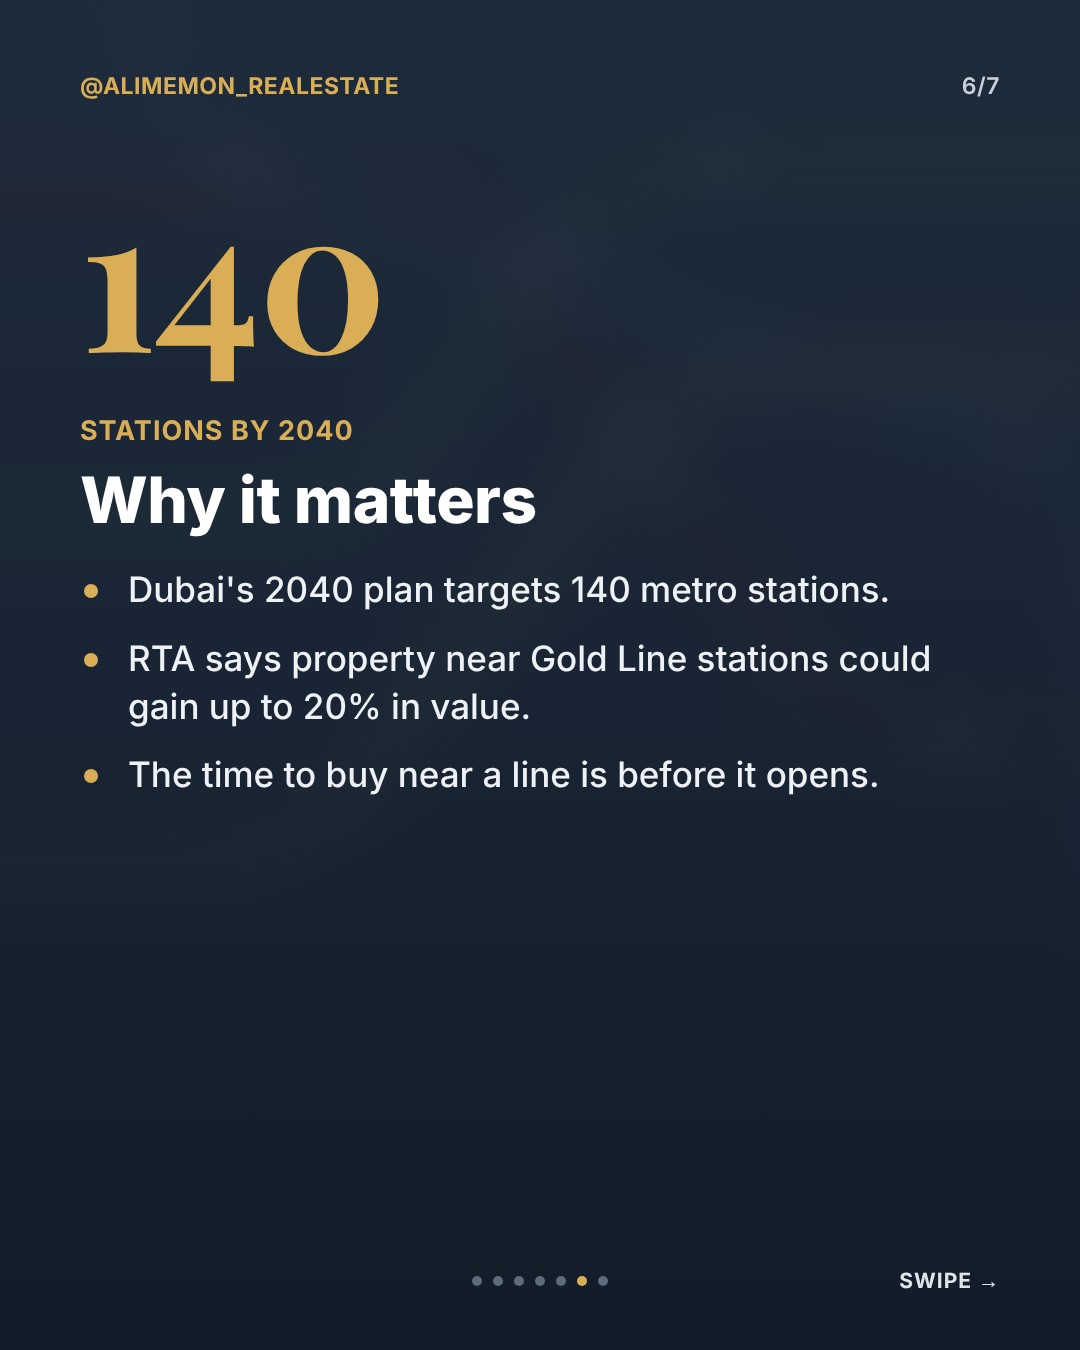 @ALIMEMON_REALESTATE
6/7
140
STATIONS BY 2040
Why it matters
• Dubai's 2040 plan targets 140 metro stations.
• RTA says property near Gold Line stations could
gain up to 20% in value.
• The time to buy near a line is before it opens.
SWIPE →